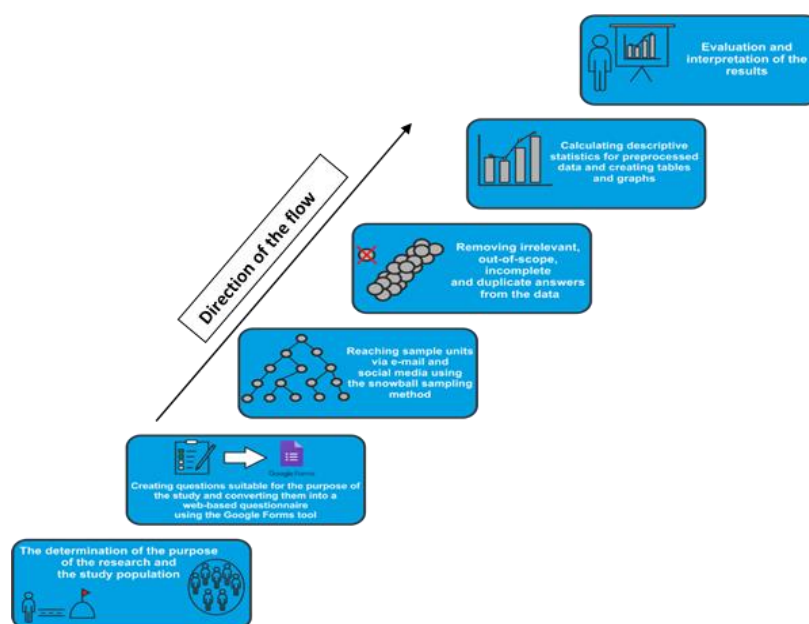 Evaluation and
interpretation of the
results
Calculating descriptive
statistics for preprocessed
data and creating tables
and graphs
Direction of the flow
Removing irrelevant,
out-of-scope,
incomplete
and duplicate answers
from the data
Reaching sample units
via e-mail and
social media using
the snowball sampling
method
Google Forms
Creating questions suitable for the purpose of
the study and converting them into a
web-based questionnaire
using the Google Forms tool
The determination of the purpose
of the research and
the study population